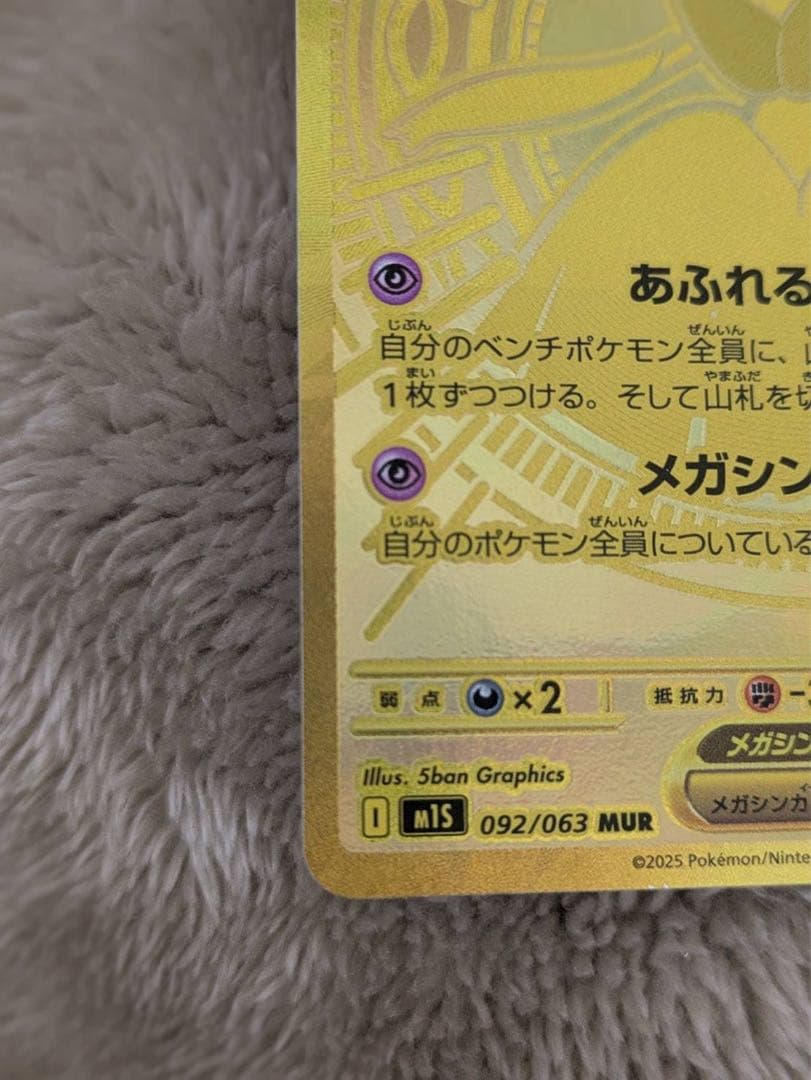 あふれる
じぶん ぜんいん
自分のベンチポケモン全員に、
まい やまふだ
1枚ずつつける。そして山札を切
メガシン
じぶん ぜんいん
自分のポケモン全員についている
弱点 ×2 抵抗力
メガシン
Illus. 5ban Graphics
メガシンカ
I M1S 092/063 MUR
©2025 Pokémon/Ninte